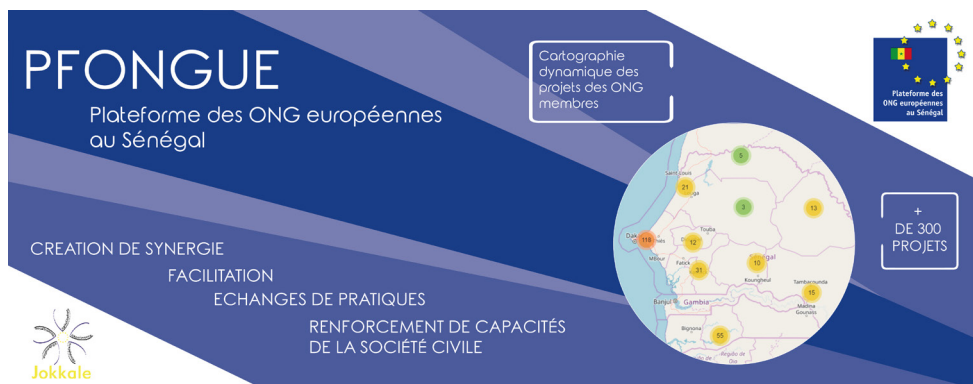 PFONGUE
Plateforme des ONG européennes
au Sénégal
Cartographie
dynamique des
projets des ONG
membres
Plateforme des
ONG européennes
au Sénégal
+
DE 300
PROJETS
CREATION DE SYNERGIE
FACILITATION
ECHANGES DE PRATIQUES
RENFORCEMENT DE CAPACITÉS
DE LA SOCIÉTÉ CIVILE
Jokkale
Saint-Louis
21
3
13
118
12
Touba
Mbour
Fatick
31
10
Koungheul
Tambacounda
15
Banjul
Gambia
Bignona
55